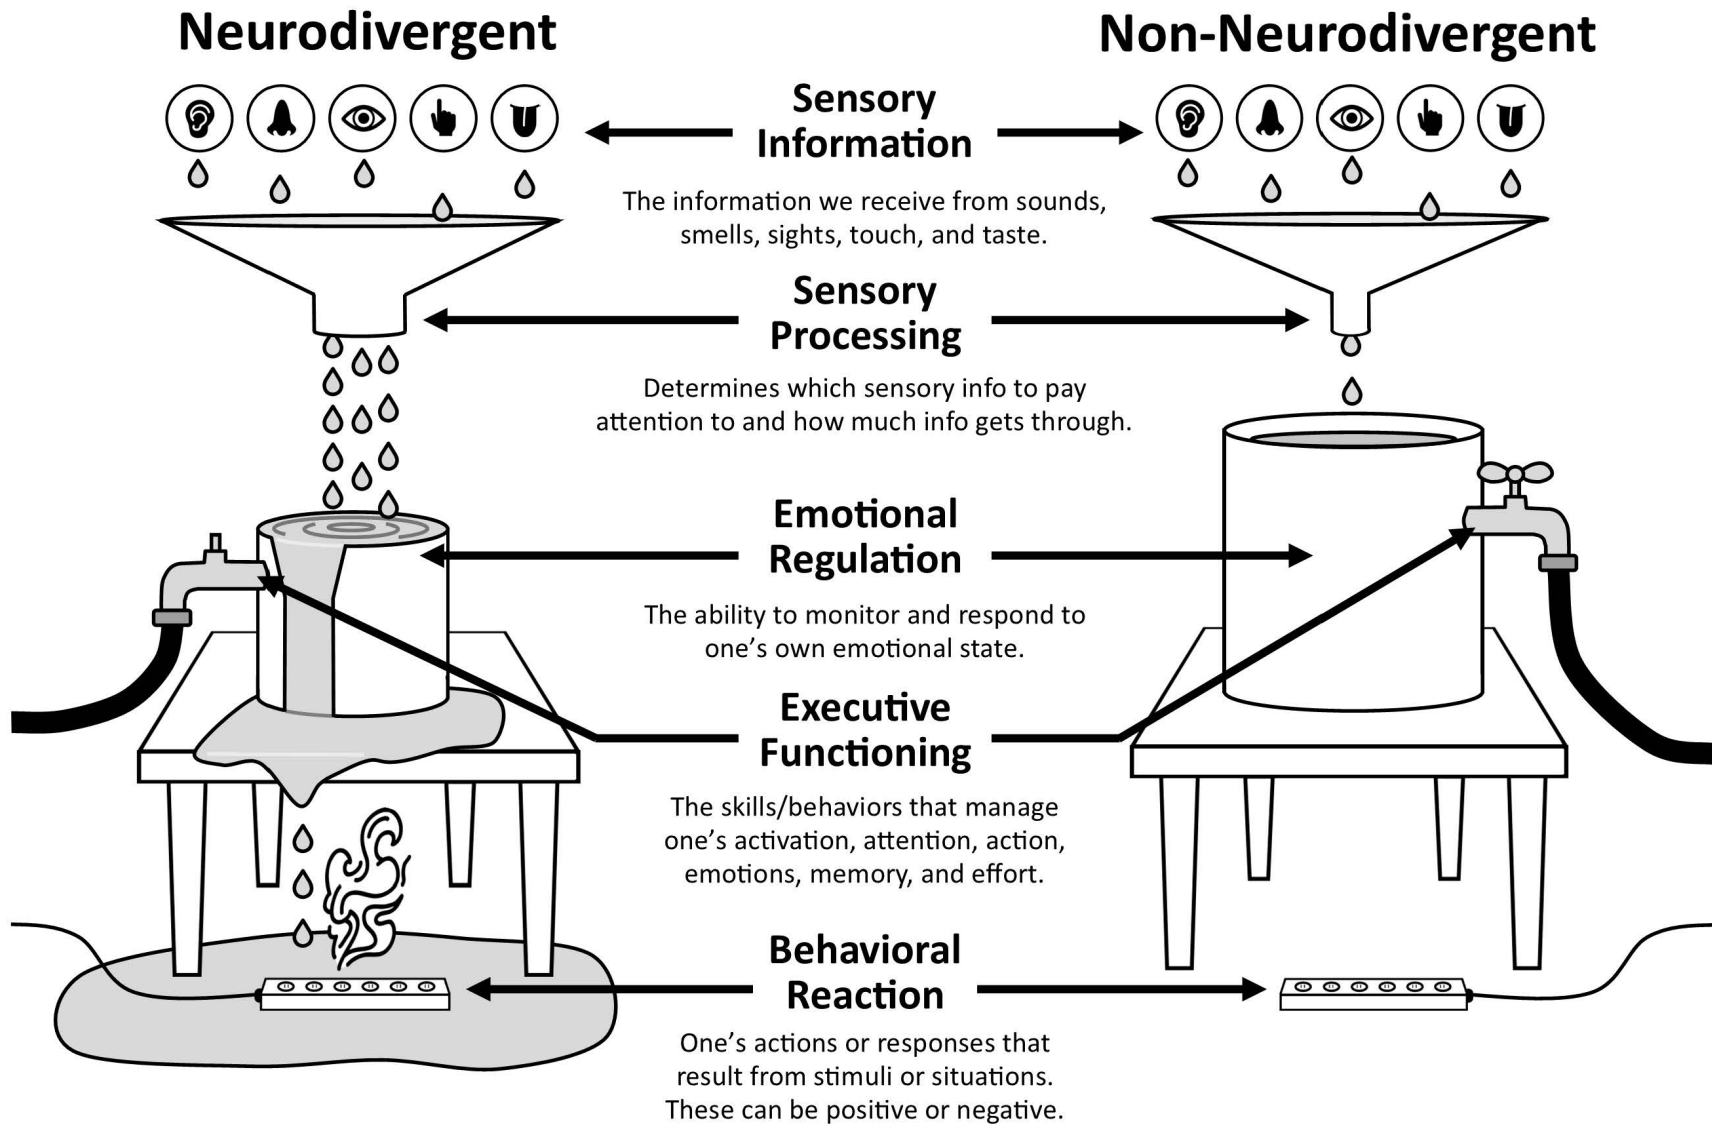 Neurodivergent
Non-Neurodivergent
Sensory
Information
The information we receive from sounds,
smells, sights, touch, and taste.
Sensory
Processing
Determines which sensory info to pay
attention to and how much info gets through.
Emotional
Regulation
The ability to monitor and respond to
one’s own emotional state.
Executive
Functioning
The skills/behaviors that manage
one’s activation, attention, action,
emotions, memory, and effort.
Behavioral
Reaction
One’s actions or responses that
result from stimuli or situations.
These can be positive or negative.